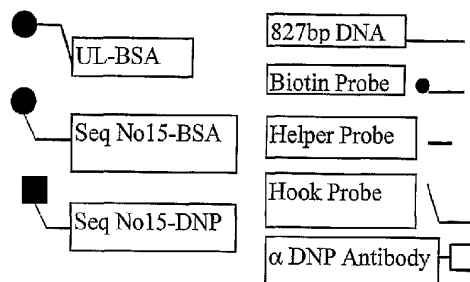 UL-BSA
Seq No15-BSA
Seq No15-DNP
827bp DNA
Biotin Probe
Helper Probe
Hook Probe
α DNP Antibody